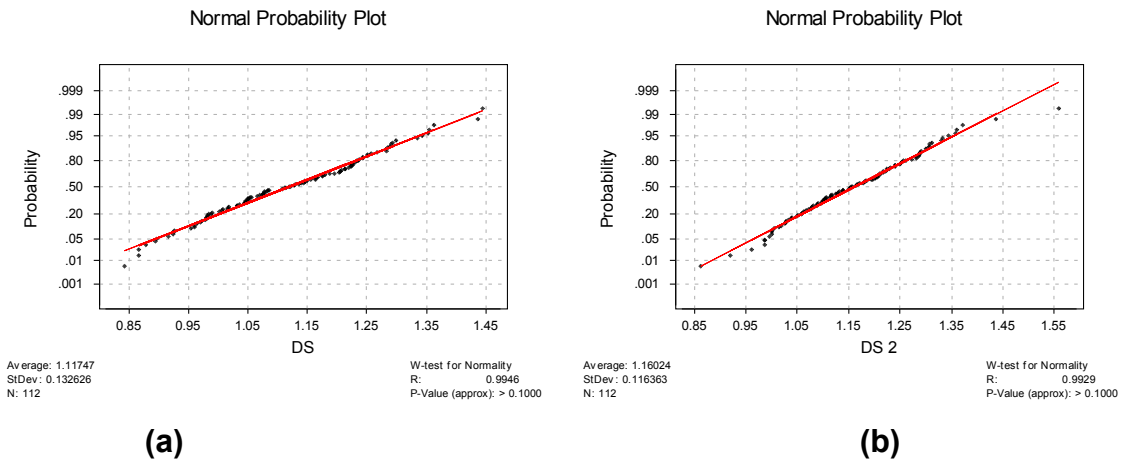 Normal Probability Plot
.999
.99
.95
.80
.50
.20
.05
.01
.001
Probability
0.85 0.95 1.05 1.15 1.25 1.35 1.45
DS
Average: 1.11747
StDev: 0.132626
N: 112
W-test for Normality
R: 0.9946
P-Value (approx): > 0.1000
(a)
Normal Probability Plot
.999
.99
.95
.80
.50
.20
.05
.01
.001
Probability
0.85 0.95 1.05 1.15 1.25 1.35 1.45 1.55
DS 2
Average: 1.16024
StDev: 0.116363
N: 112
W-test for Normality
R: 0.9929
P-Value (approx): > 0.1000
(b)